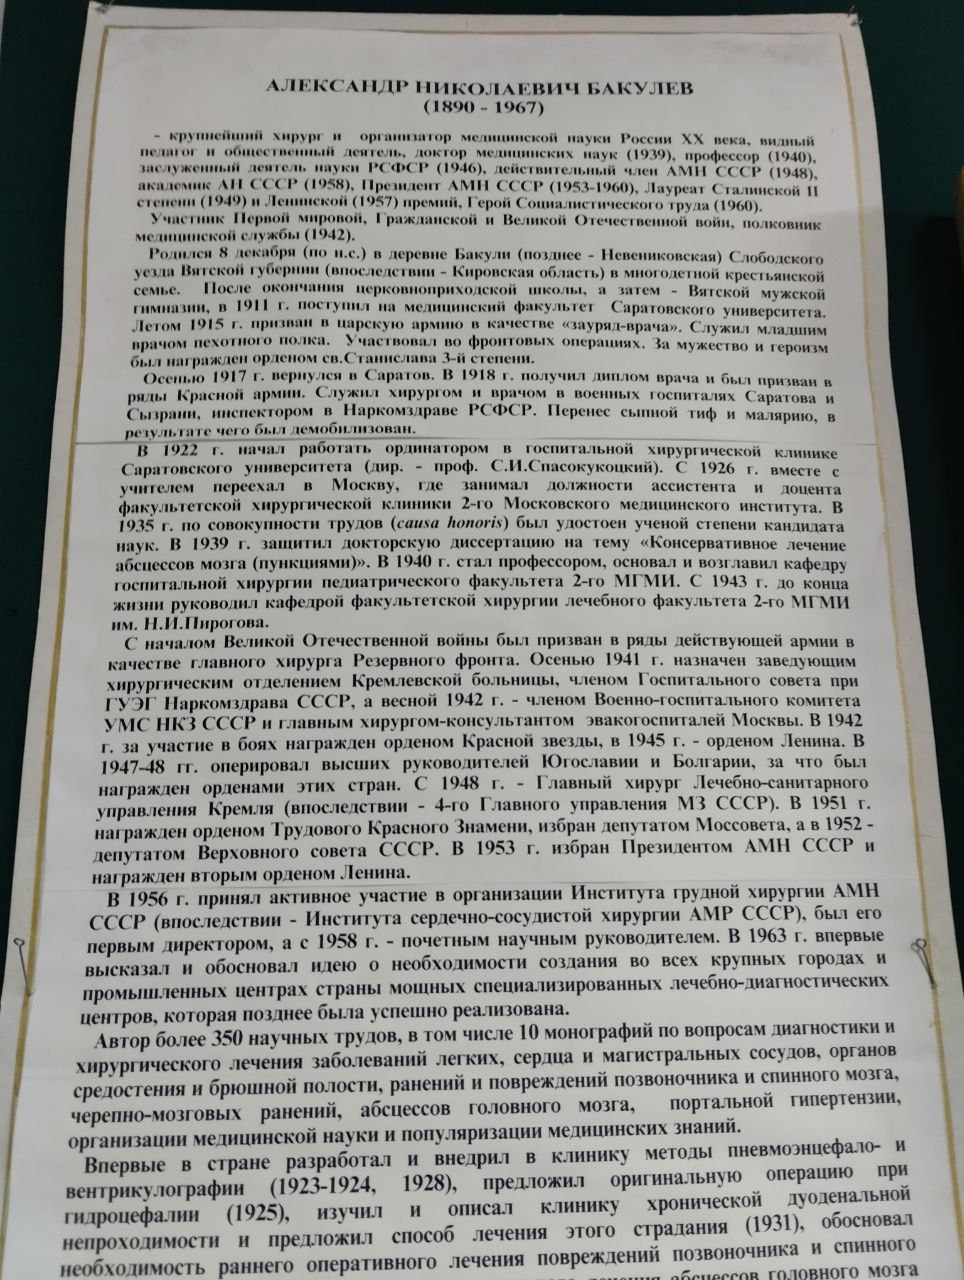 АЛЕКСАНДР НИКОЛАЕВИЧ БАКУЛЕВ
(1890 - 1967)
- крупнейший хирург и организатор медицинской науки России XX века, видный
педагог и общественный деятель, доктор медицинских наук (1939), профессор (1940),
заслуженный деятель науки РСФСР (1946), действительный член АМН СССР (1948),
академик АН СССР (1958), Президент АМН СССР (1953-1960), Лауреат Сталинской II
степени (1949) и Ленинской (1957) премий, Герой Социалистического труда (1960).
Участник Первой мировой, Гражданской и Великой Отечественной войн, полковник
медицинской службы (1942).
Родился 8 декабря (по н.с.) в деревне Бакули (позднее - Невениковская) Слободского
уезда Вятской губернии (впоследствии - Кировская область) в многодетной крестьянской
семье. После окончания церковноприходской школы, а затем - Вятской мужской
гимназии, в 1911 г. поступил на медицинский факультет Саратовского университета.
Летом 1915 г. призван в царскую армию в качестве «зауряд-врача». Служил младшим
врачом пехотного полка. Участвовал во фронтовых операциях. За мужество и героизм
был награжден орденом св.Станислава 3-й степени.
Осенью 1917 г. вернулся в Саратов. В 1918 г. получил диплом врача и был призван в
ряды Красной армии. Служил хирургом и врачом в военных госпиталях Саратова и
Сызрани, инспектором в Наркомздраве РСФСР. Перенес сыпной тиф и малярию, в
результате чего был демобилизован.
В 1922 г. начал работать ординатором в госпитальной хирургической клинике
Саратовского университета (дир. - проф. С.И.Спасокукоцкий). С 1926 г. вместе с
учителем переехал в Москву, где занимал должности ассистента и доцента
факультетской хирургической клиники 2-го Московского медицинского института. В
1935 г. по совокупности трудов (causa honoris) был удостоен ученой степени кандидата
наук. В 1939 г. защитил докторскую диссертацию на тему «Консервативное лечение
абсцессов мозга (пункциями)». В 1940 г. стал профессором, основал и возглавил кафедру
госпитальной хирургии педиатрического факультета 2-го МГМИ. С 1943 г. до конца
жизни руководил кафедрой факультетской хирургии лечебного факультета 2-го МГМИ
им. Н.И.Пирогова.
С началом Великой Отечественной войны был призван в ряды действующей армии в
качестве главного хирурга Резервного фронта. Осенью 1941 г. назначен заведующим
хирургическим отделением Кремлевской больницы, членом Госпитального совета при
ГУЭГ Наркомздрава СССР, а весной 1942 г. - членом Военно-госпитального комитета
УМС НКЗ СССР и главным хирургом-консультантом эвакогоспиталей Москвы. В 1942
г. за участие в боях награжден орденом Красной звезды, в 1945 г. - орденом Ленина. В
1947-48 гг. оперировал высших руководителей Югославии и Болгарии, за что был
награжден орденами этих стран. С 1948 г. - Главный хирург Лечебно-санитарного
управления Кремля (впоследствии - 4-го Главного управления МЗ СССР). В 1951 г.
награжден орденом Трудового Красного Знамени, избран депутатом Моссовета, а в 1952 -
депутатом Верховного совета СССР. В 1953 г. избран Президентом АМН СССР и
награжден вторым орденом Ленина.
В 1956 г. принял активное участие в организации Института грудной хирургии АМН
СССР (впоследствии - Института сердечно-сосудистой хирургии АМР СССР), был его
первым директором, а с 1958 г. - почетным научным руководителем. В 1963 г. впервые
высказал и обосновал идею о необходимости создания во всех крупных городах и
промышленных центрах страны мощных специализированных лечебно-диагностических
центров, которая позднее была успешно реализована.
Автор более 350 научных трудов, в том числе 10 монографий по вопросам диагностики и
хирургического лечения заболеваний легких, сердца и магистральных сосудов, органов
средостения и брюшной полости, ранений и повреждений позвоночника и спинного мозга,
черепно-мозговых ранений, абсцессов головного мозга, портальной гипертензии,
организации медицинской науки и популяризации медицинских знаний.
Впервые в стране разработал и внедрил в клинику методы пневмоэнцефало- и
вентрикулографии (1923-1924, 1928), предложил оригинальную операцию при
гидроцефалии (1925), изучил и описал клинику хронической дуоденальной
непроходимости и предложил способ лечения этого страдания (1931), обосновал
необходимость раннего оперативного лечения повреждений позвоночника и спинного
лечения абсцессов головного мозга